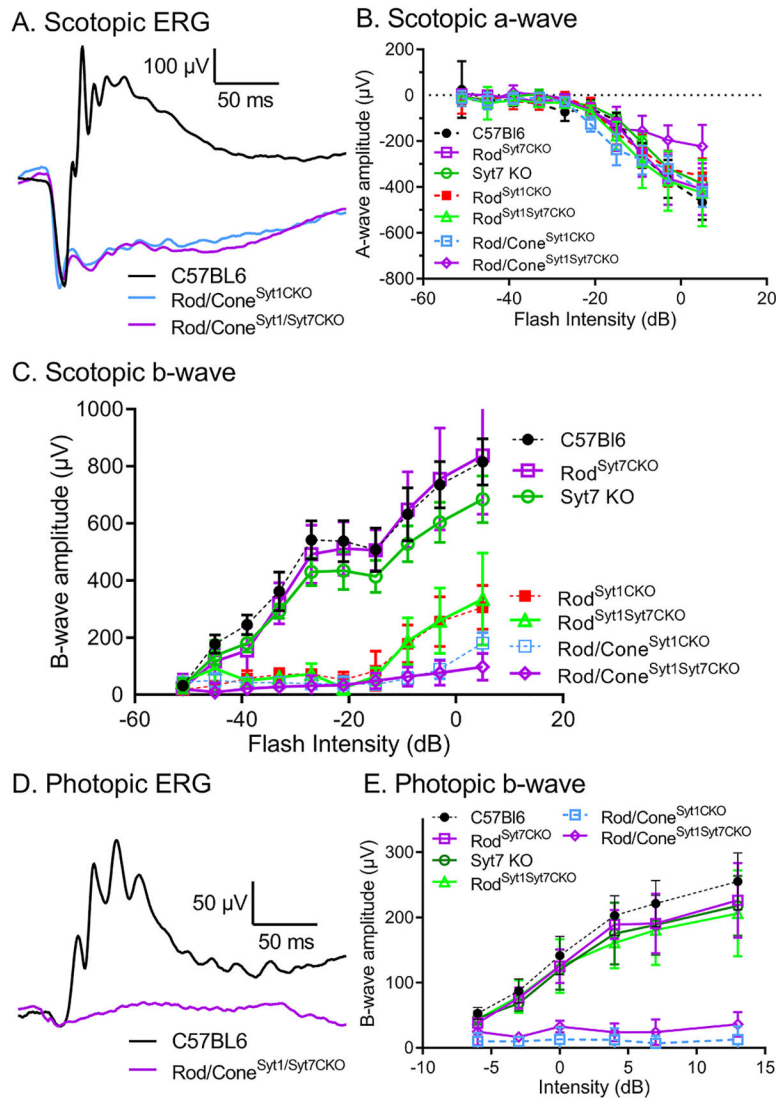 A. Scotopic ERG
100 µV
50 ms
C57BL6
Rod/Cone^Syt1CKO
Rod/Cone^Syt1/Syt7CKO
B. Scotopic a-wave
A-wave amplitude (µV)
200
0
-200
-400
-600
-800
C57Bl6
Rod^Syt7CKO
Syt7 KO
Rod^Syt1CKO
Rod^Syt1Syt7CKO
Rod/Cone^Syt1CKO
Rod/Cone^Syt1Syt7CKO
-60 -40 -20 0 20
Flash Intensity (dB)
C. Scotopic b-wave
B-wave amplitude (µV)
1000
800
600
400
200
0
-60 -40 -20 0 20
Flash Intensity (dB)
C57Bl6
Rod^Syt7CKO
Syt7 KO
Rod^Syt1CKO
Rod^Syt1Syt7CKO
Rod/Cone^Syt1CKO
Rod/Cone^Syt1Syt7CKO
D. Photopic ERG
50 µV
50 ms
C57BL6
Rod/Cone^Syt1/Syt7CKO
E. Photopic b-wave
C57Bl6
Rod^Syt7CKO
Syt7 KO
Rod^Syt1Syt7CKO
Rod/Cone^Syt1CKO
Rod/Cone^Syt1Syt7CKO
B-wave amplitude (µV)
300
200
100
0
-10 -5 0 5 10 15
Intensity (dB)